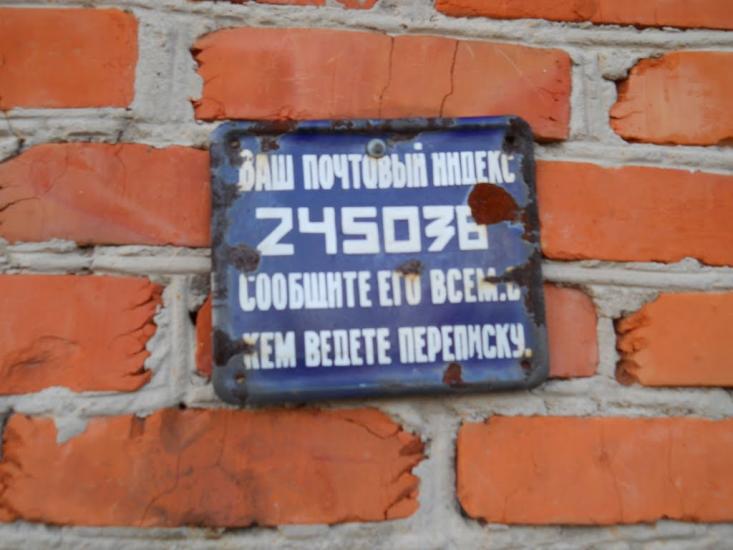 ВАШ ПОЧТОВЫЙ ИНДЕКС
245036
СООБЩИТЕ ЕГО ВСЕМ, С
КЕМ ВЕДЕТЕ ПЕРЕПИСКУ.